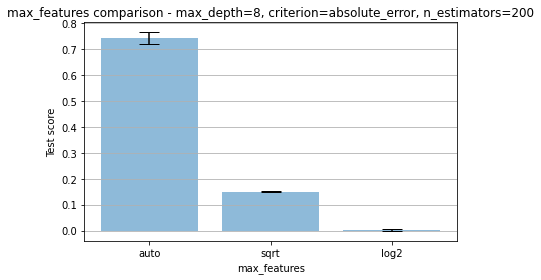 max_features comparison - max_depth=8, criterion=absolute_error, n_estimators=200
0.8
0.7
0.6
0.5
0.4
0.3
0.2
0.1
0.0
Test score
auto sqrt log2
max_features